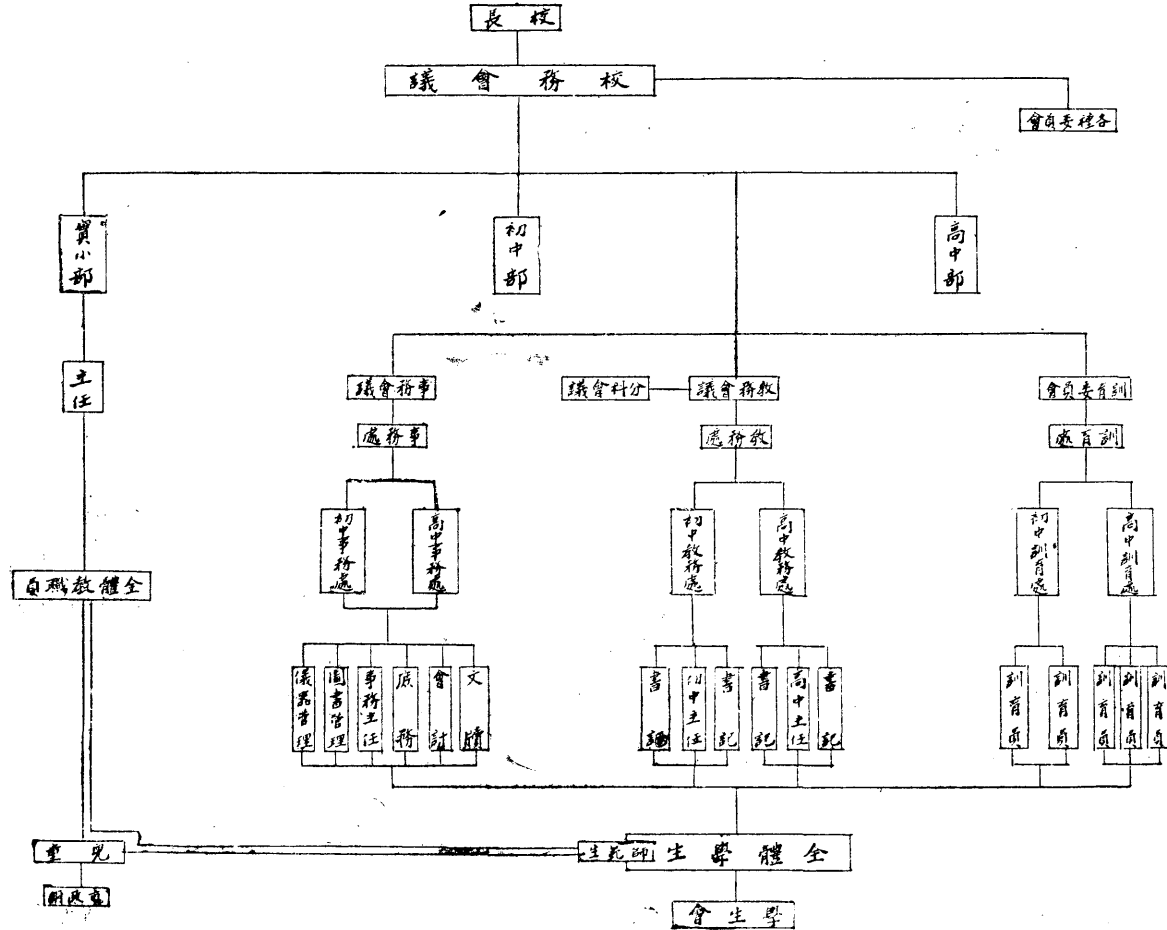 校長
校務會議
各種委員會
高中部
初中部
實小部
主任
訓育委員會
教務會議
分科會議
事務會議
訓育處
教務處
事務處
高中訓育處
初中訓育處
高中教務處
初中教務處
高中事務處
初中事務處
全體教職員
訓育員
訓育員
訓育員
訓育員
訓育員
書記
高中主任
書記
書記
初中主任
書記
文牘
會計
庶務
事務主任
圖書管理
儀器管理
全體學生
師範生
兒童
學生會